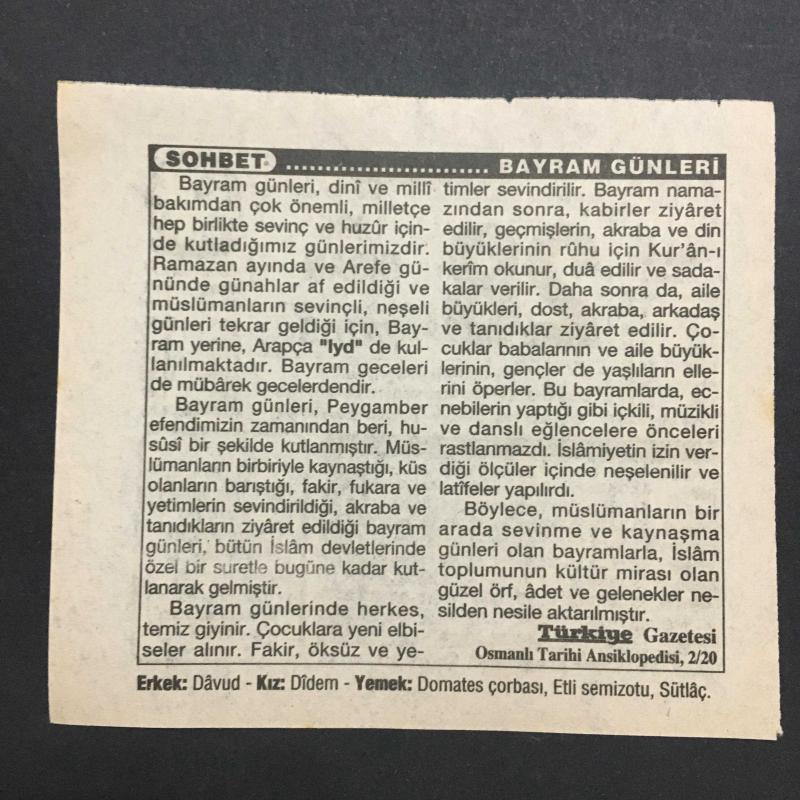 SOHBET ........................ BAYRAM GÜNLERİ
Bayram günleri, dinî ve millî
bakımdan çok önemli, milletçe
hep birlikte sevinç ve huzûr için-
de kutladığımız günlerimizdir.
Ramazan ayında ve Arefe gü-
nünde günahlar af edildiği ve
müslümanların sevinçli, neşeli
günleri tekrar geldiği için, Bay-
ram yerine, Arapça "Iyd" de kul-
lanılmaktadır. Bayram geceleri
de mübârek gecelerdendir.
Bayram günleri, Peygamber
efendimizin zamanından beri, hu-
sûsî bir şekilde kutlanmıştır. Müs-
lümanların birbiriyle kaynaştığı, küs
olanların barıştığı, fakir, fukara ve
yetimlerin sevindirildiği, akraba ve
tanıdıkların ziyâret edildiği bayram
günleri, bütün İslâm devletlerinde
özel bir suretle bugüne kadar kut-
lanarak gelmiştir.
Bayram günlerinde herkes,
temiz giyinir. Çocuklara yeni elbi-
seler alınır. Fakir, öksüz ve ye-
timler sevindirilir. Bayram nama-
zından sonra, kabirler ziyâret
edilir, geçmişlerin, akraba ve din
büyüklerinin rûhu için Kur'ân-ı
kerîm okunur, duâ edilir ve sada-
kalar verilir. Daha sonra da, aile
büyükleri, dost, akraba, arkadaş
ve tanıdıklar ziyâret edilir. Ço-
cuklar babalarının ve aile büyük-
lerinin, gençler de yaşlıların elle-
rini öperler. Bu bayramlarda, ec-
nebilerin yaptığı gibi içkili, müzikli
ve danslı eğlencelere önceleri
rastlanmazdı. İslâmiyetin izin ver-
diği ölçüler içinde neşelenilir ve
latîfeler yapılırdı.
Böylece, müslümanların bir
arada sevinme ve kaynaşma
günleri olan bayramlarla, İslâm
toplumunun kültür mirası olan
güzel örf, âdet ve gelenekler ne-
silden nesile aktarılmıştır.
Türkiye Gazetesi
Osmanlı Tarihi Ansiklopedisi, 2/20
Erkek: Dâvud - Kız: Dîdem - Yemek: Domates çorbası, Etli semizotu, Sütlâç.